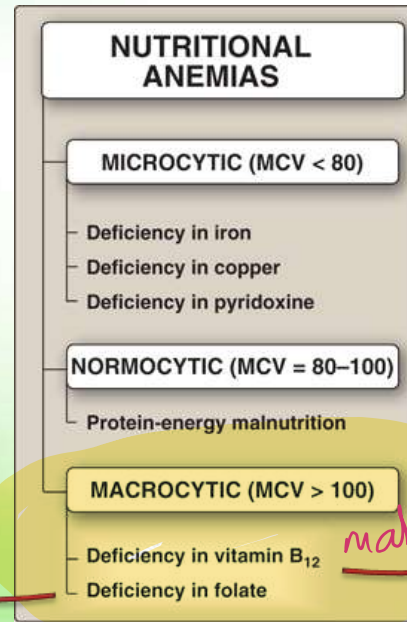 NUTRITIONAL
ANEMIAS
MICROCYTIC (MCV < 80)
Deficiency in iron
Deficiency in copper
Deficiency in pyridoxine
NORMOCYTIC (MCV = 80–100)
Protein-energy malnutrition
MACROCYTIC (MCV > 100)
Deficiency in vitamin B₁₂
Deficiency in folate